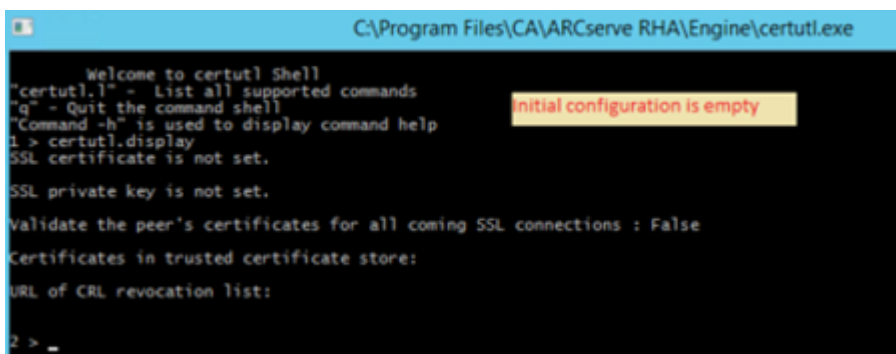 C:\Program Files\CA\ARCserve RHA\Engine\certutl.exe
Welcome to certutl Shell
"certutl.l" - List all supported commands
"q" - Quit the command shell
Initial configuration is empty
"Command -h" is used to display command help
1 > certutl.display
SSL certificate is not set.
SSL private key is not set.
Validate the peer's certificates for all coming SSL connections : False
Certificates in trusted certificate store:
URL of CRL revocation list:
2 > _